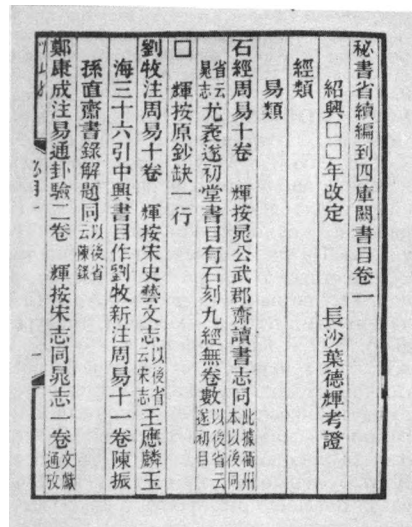 秘書省續編到四庫闕書目卷一
紹興□□年改定 長沙葉德輝考證
經類
易類
石經周易十卷 輝按晁公武郡齋讀書志同此據衢州本以後同
省云晁志尤袤遂初堂書目有石刻九經無卷數以後省云遂初目
□ 輝按原鈔缺一行
劉牧注周易十卷 輝按宋史藝文志以後省云宋志王應麟玉
海三十六引中興書目作劉牧新注周易十一卷陳振
孫直齋書錄解題同以後省云陳錄
鄭康成注易通卦驗二卷 輝按宋志同晁志一卷文獻通攷